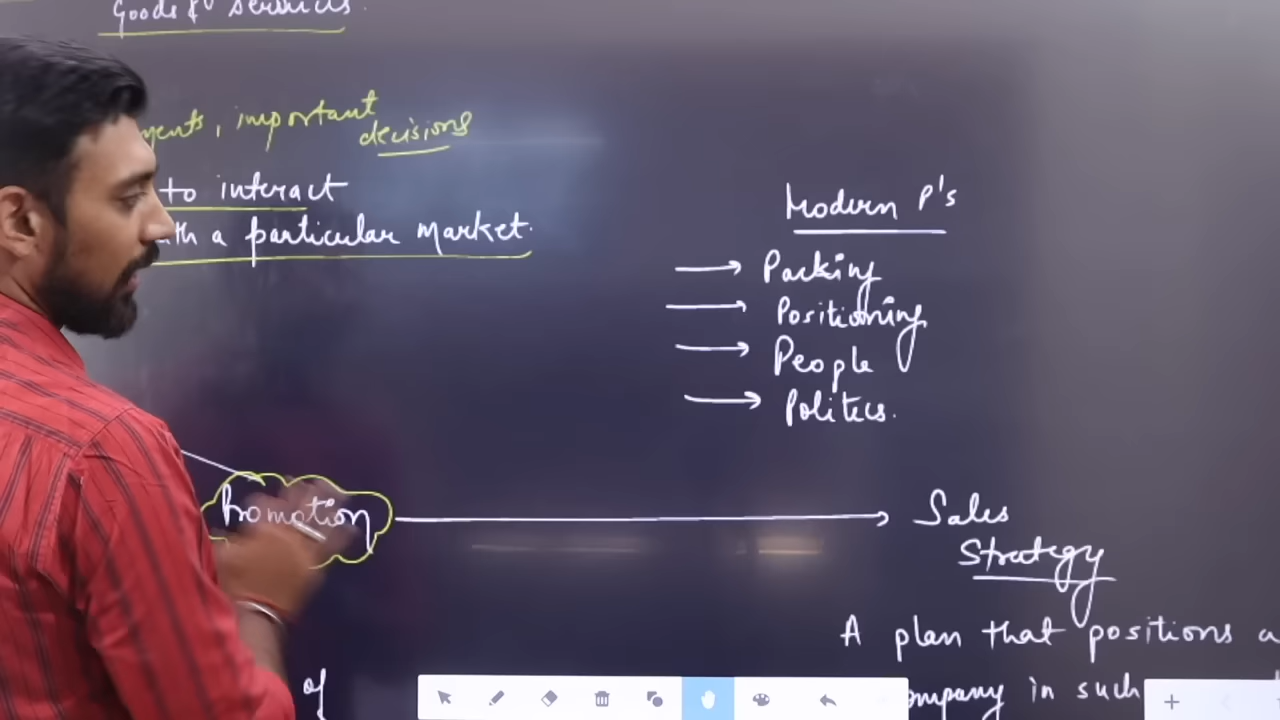 Goods & services.
ments, important
decisions
to interact
with a particular market.
Modern P's
Packing
Positioning
People
Politics.
Promotion
Sales
Strategy
A plan that positions a
company in such
of